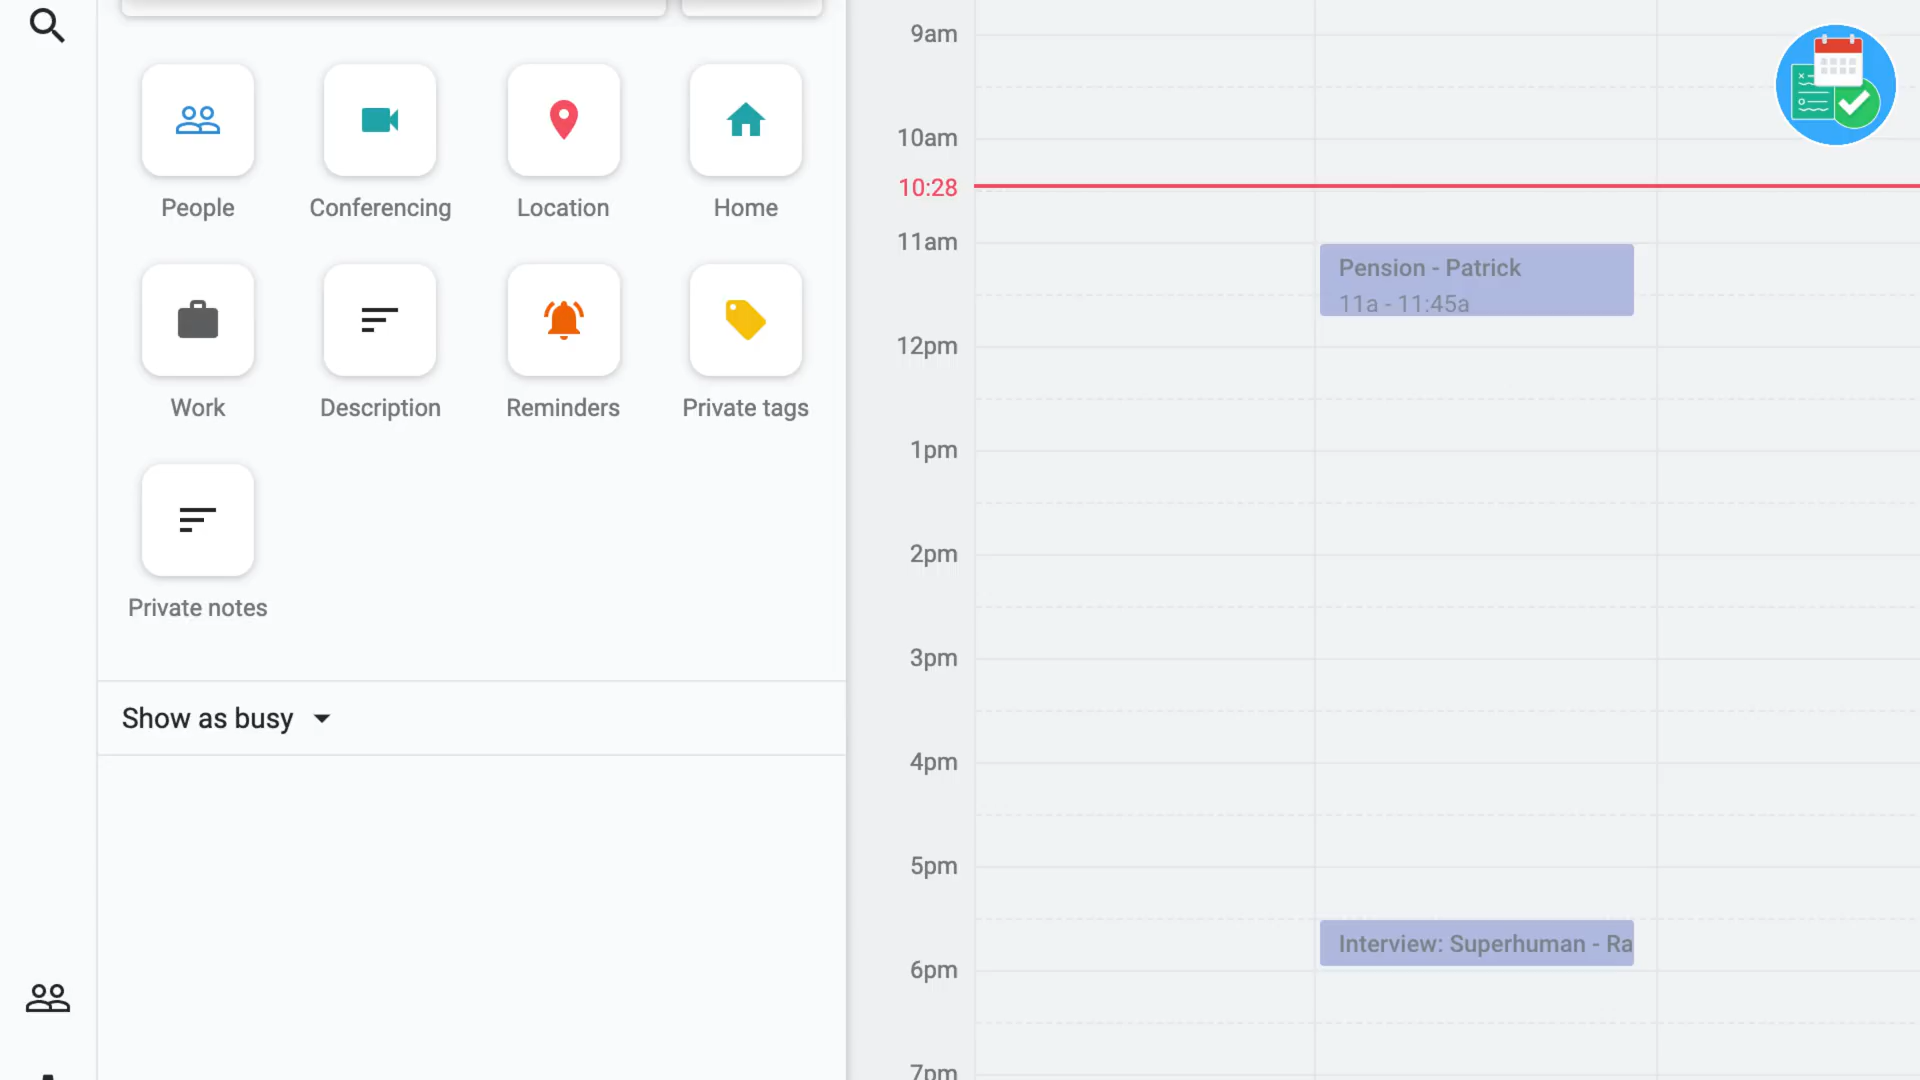 People
Conferencing
Location
Home
Work
Description
Reminders
Private tags
Private notes
Show as busy
9am
10am
10:28
11am
Pension - Patrick
11a - 11:45a
12pm
1pm
2pm
3pm
4pm
5pm
Interview: Superhuman - Ra
6pm
7pm